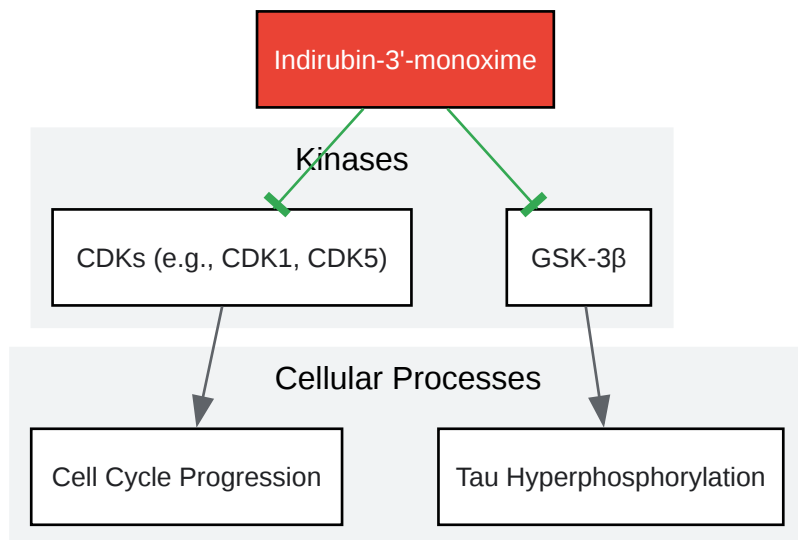 Indirubin-3'-monoxime
Kinases
CDKs (e.g., CDK1, CDK5)
GSK-3β
Cellular Processes
Cell Cycle Progression
Tau Hyperphosphorylation